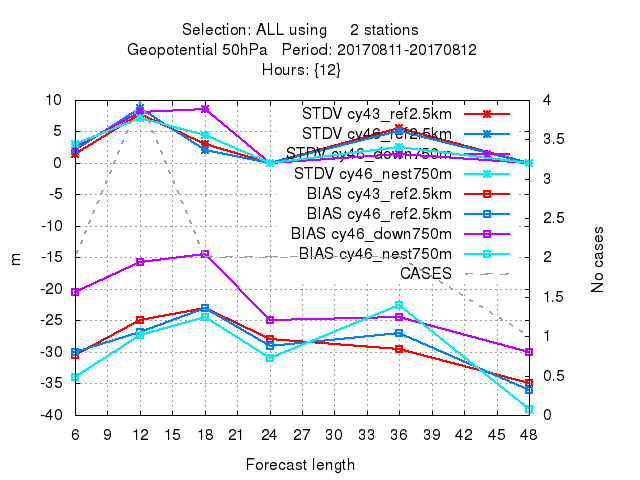 Selection: ALL using 2 stations
Geopotential 50hPa Period: 20170811-20170812
Hours: {12}
STDV cy43_ref2.5km
STDV cy46_ref2.5km
STDV cy46_down750m
STDV cy46_nest750m
BIAS cy43_ref2.5km
BIAS cy46_ref2.5km
BIAS cy46_down750m
BIAS cy46_nest750m
CASES
10
5
0
-5
-10
-15
-20
-25
-30
-35
-40
m
4
3.5
3
2.5
2
1.5
1
0.5
0
No cases
6 9 12 15 18 21 24 27 30 33 36 39 42 45 48
Forecast length